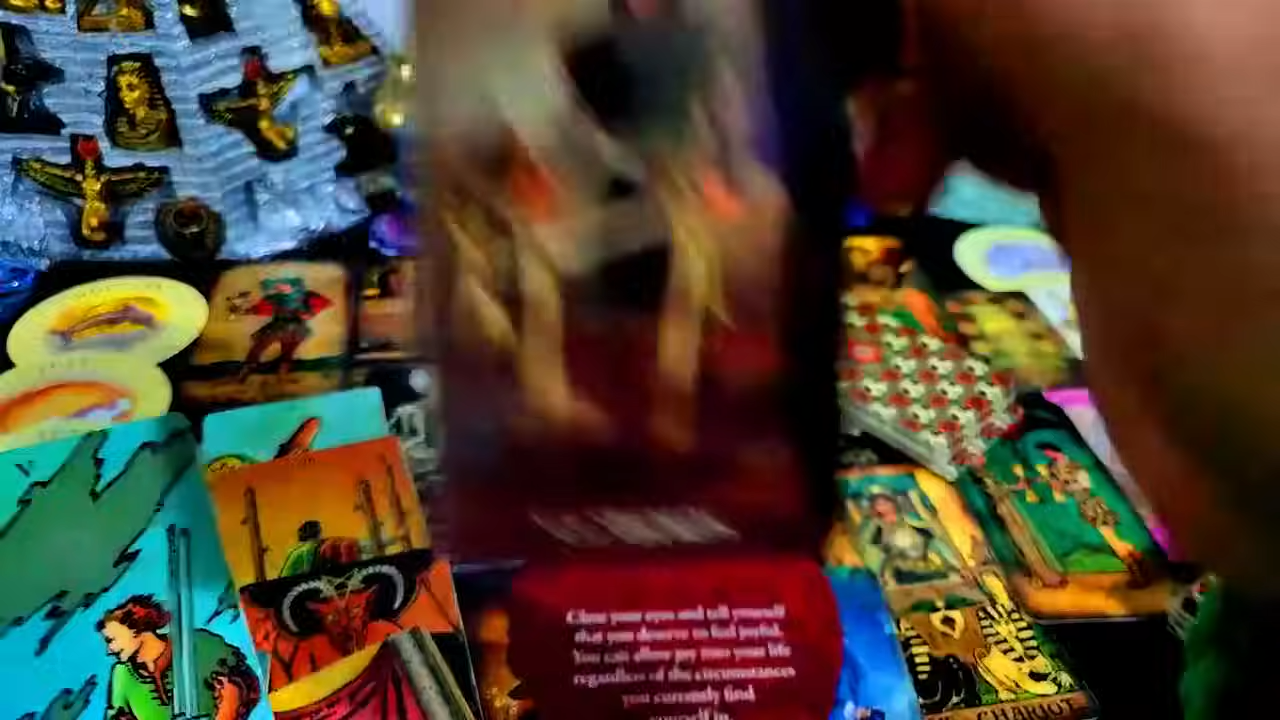 Close your eyes and tell yourself
that you deserve to feel joyful.
You can allow joy into your life
regardless of the circumstances
you currently find
yourself in.
CHARIOT